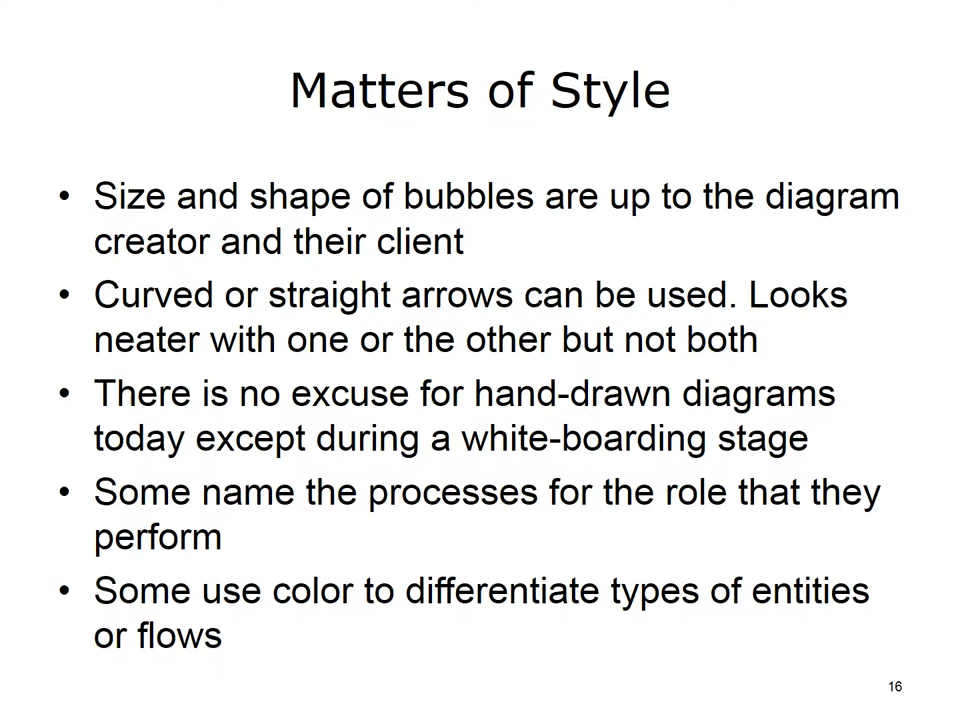 Matters of Style
• Size and shape of bubbles are up to the diagram
creator and their client
• Curved or straight arrows can be used. Looks
neater with one or the other but not both
• There is no excuse for hand-drawn diagrams
today except during a white-boarding stage
• Some name the processes for the role that they
perform
• Some use color to differentiate types of entities
or flows
16